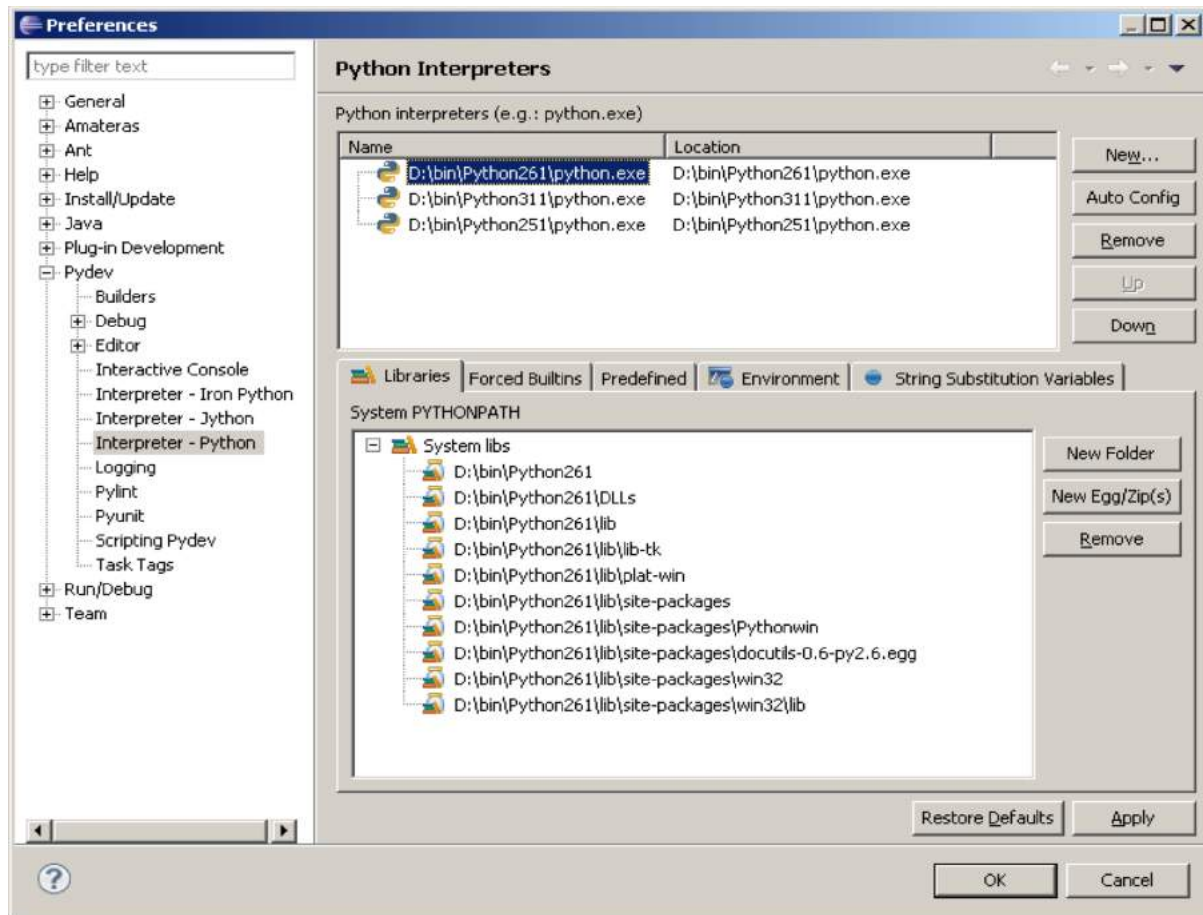 Preferences
type filter text
General
Amateras
Ant
Help
Install/Update
Java
Plug-in Development
Pydev
Builders
Debug
Editor
Interactive Console
Interpreter - Iron Python
Interpreter - Jython
Interpreter - Python
Logging
Pylint
Pyunit
Scripting Pydev
Task Tags
Run/Debug
Team
Python Interpreters
Python interpreters (e.g.: python.exe)
Name Location
D:\bin\Python261\python.exe D:\bin\Python261\python.exe
D:\bin\Python311\python.exe D:\bin\Python311\python.exe
D:\bin\Python251\python.exe D:\bin\Python251\python.exe
New...
Auto Config
Remove
Up
Down
Libraries Forced Builtins Predefined Environment String Substitution Variables
System PYTHONPATH
System libs
D:\bin\Python261
D:\bin\Python261\DLLs
D:\bin\Python261\lib
D:\bin\Python261\lib\lib-tk
D:\bin\Python261\lib\plat-win
D:\bin\Python261\lib\site-packages
D:\bin\Python261\lib\site-packages\Pythonwin
D:\bin\Python261\lib\site-packages\docutils-0.6-py2.6.egg
D:\bin\Python261\lib\site-packages\win32
D:\bin\Python261\lib\site-packages\win32\lib
New Folder
New Egg/Zip(s)
Remove
Restore Defaults Apply
? OK Cancel